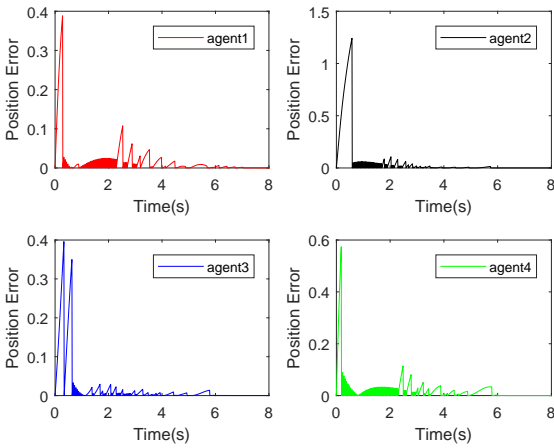 Position Error
0.4
0.3
0.2
0.1
0
agent1
0 2 4 6 8
Time(s)
Position Error
1.5
1
0.5
0
agent2
0 2 4 6 8
Time(s)
Position Error
0.4
0.3
0.2
0.1
0
agent3
0 2 4 6 8
Time(s)
Position Error
0.6
0.4
0.2
0
agent4
0 2 4 6 8
Time(s)